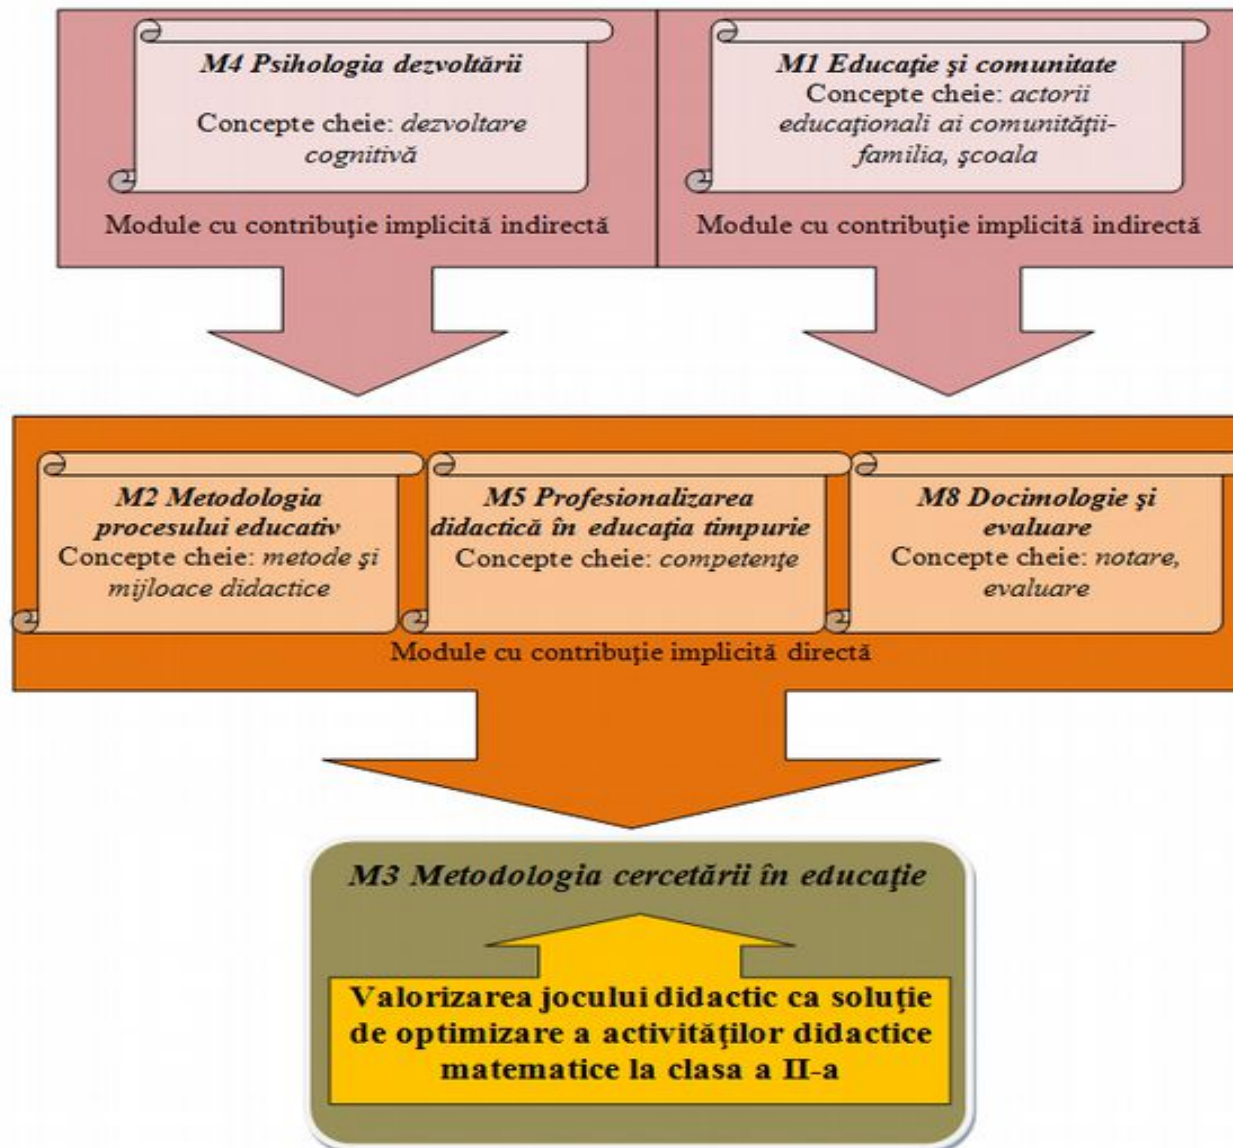 M4 Psihologia dezvoltării
Concepte cheie: dezvoltare
cognitivă
Module cu contribuţie implicită indirectă
M1 Educaţie şi comunitate
Concepte cheie: actorii
educaţionali ai comunităţii-
familia, şcoala
Module cu contribuţie implicită indirectă
M2 Metodologia
procesului educativ
Concepte cheie: metode şi
mijloace didactice
M5 Profesionalizarea
didactică în educaţia timpurie
Concepte cheie: competenţe
M8 Docimologie şi
evaluare
Concepte cheie: notare,
evaluare
Module cu contribuţie implicită directă
M3 Metodologia cercetării în educaţie
Valorizarea jocului didactic ca soluţie
de optimizare a activităţilor didactice
matematice la clasa a II-a